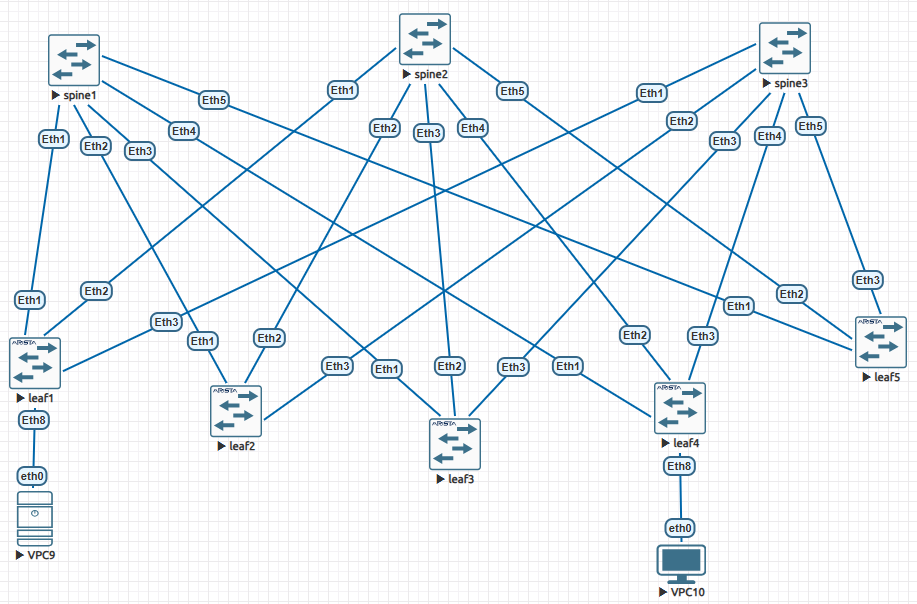 spine1
spine2
spine3
Eth1
Eth2
Eth3
Eth4
Eth5
Eth1
Eth2
Eth3
Eth4
Eth5
Eth1
Eth2
Eth3
Eth4
Eth5
Eth1
Eth2
Eth3
Eth1
Eth2
Eth3
Eth1
Eth2
Eth3
Eth1
Eth2
Eth3
Eth1
Eth2
Eth3
ARISTA
leaf1
ARISTA
leaf2
ARISTA
leaf3
ARISTA
leaf4
ARISTA
leaf5
Eth8
eth0
VPC9
Eth8
eth0
VPC10